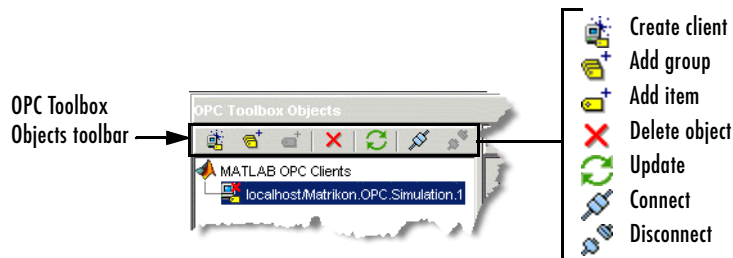 OPC Toolbox
Objects toolbar
OPC Toolbox Objects
MATLAB OPC Clients
localhost/Matrikon.OPC.Simulation.1
Create client
Add group
Add item
Delete object
Update
Connect
Disconnect